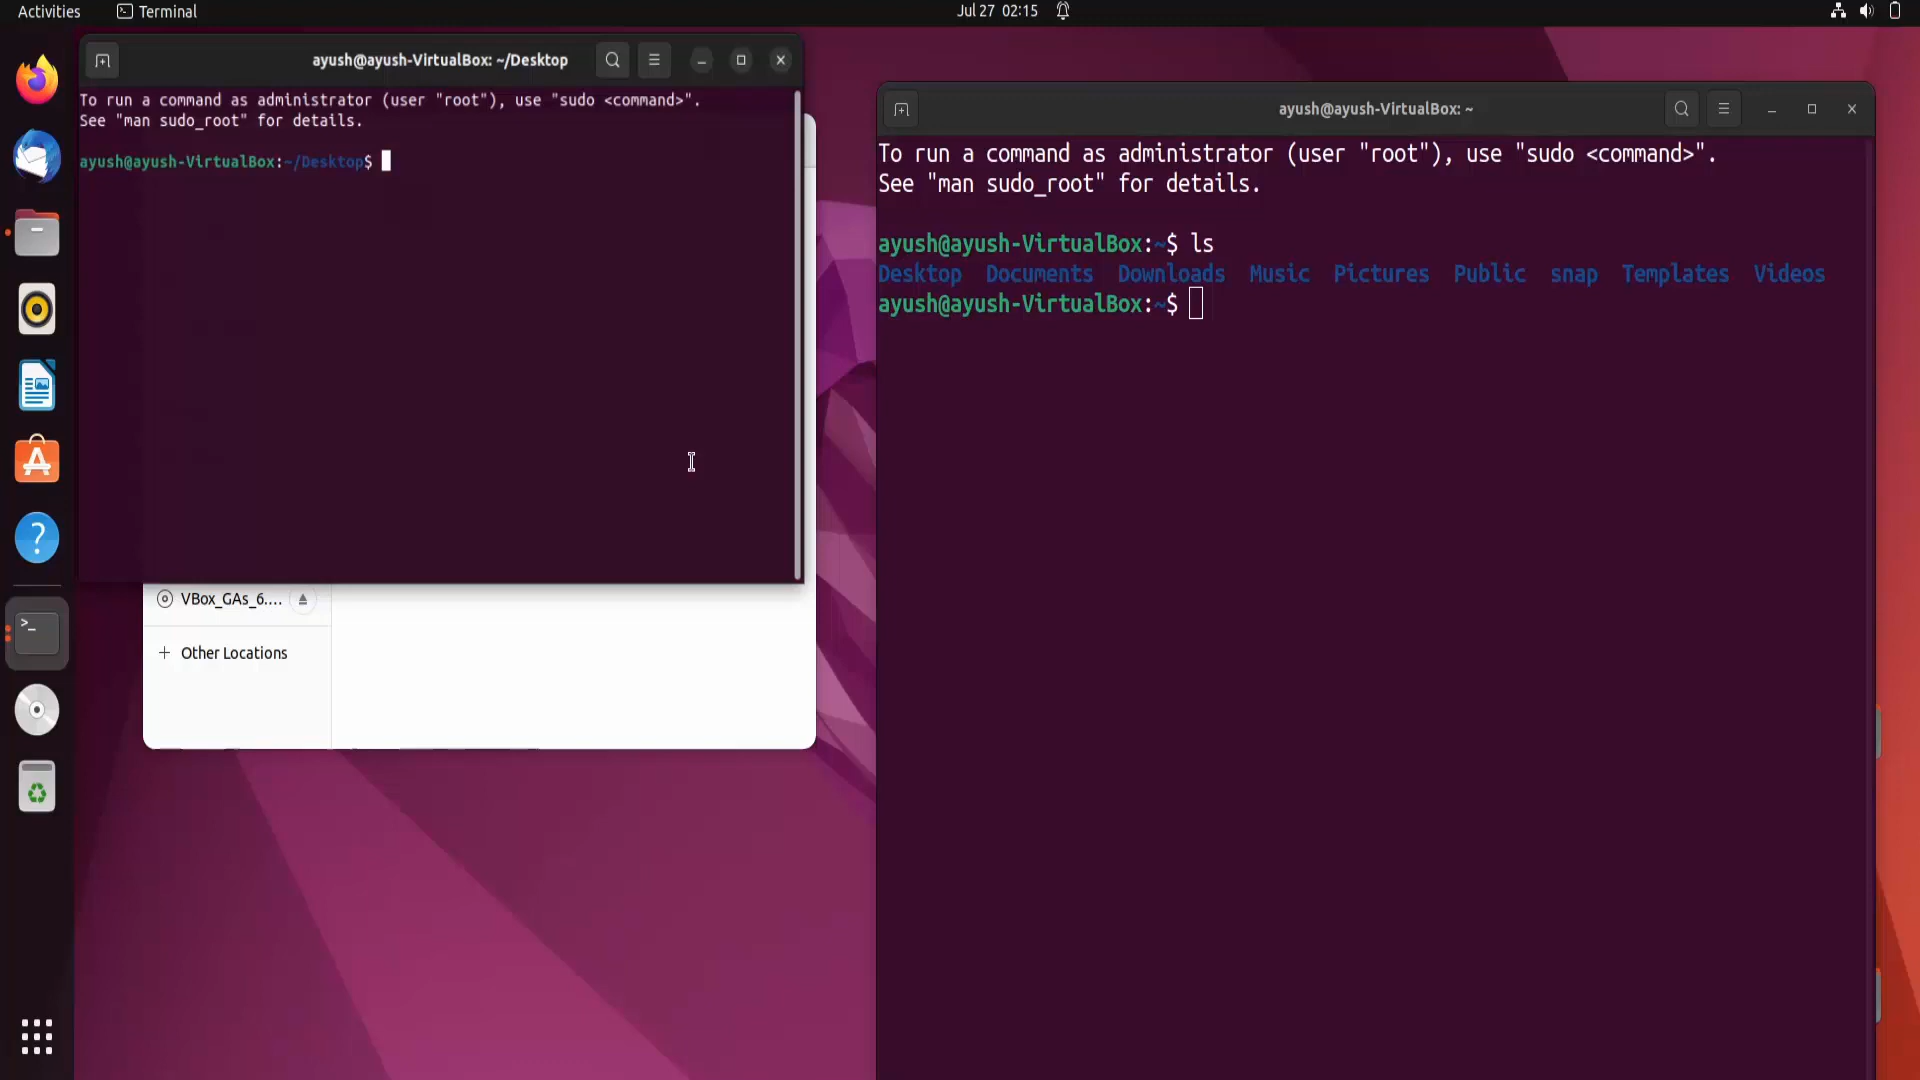 Activities
Terminal
Jul 27 02:15
ayush@ayush-VirtualBox: ~/Desktop
To run a command as administrator (user "root"), use "sudo <command>".
See "man sudo_root" for details.
ayush@ayush-VirtualBox:~/Desktop$
VBox_GAs_6....
Other Locations
ayush@ayush-VirtualBox: ~
To run a command as administrator (user "root"), use "sudo <command>".
See "man sudo_root" for details.
ayush@ayush-VirtualBox:~$ ls
Desktop Documents Downloads Music Pictures Public snap Templates Videos
ayush@ayush-VirtualBox:~$